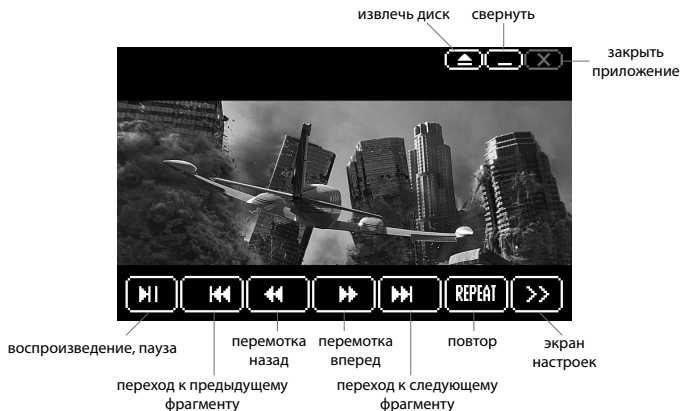 извлечь диск
свернуть
закрыть
приложение
REPEAT
воспроизведение, пауза
перемотка
назад
перемотка
вперед
повтор
экран
настроек
переход к предыдущему
фрагменту
переход к следующему
фрагменту